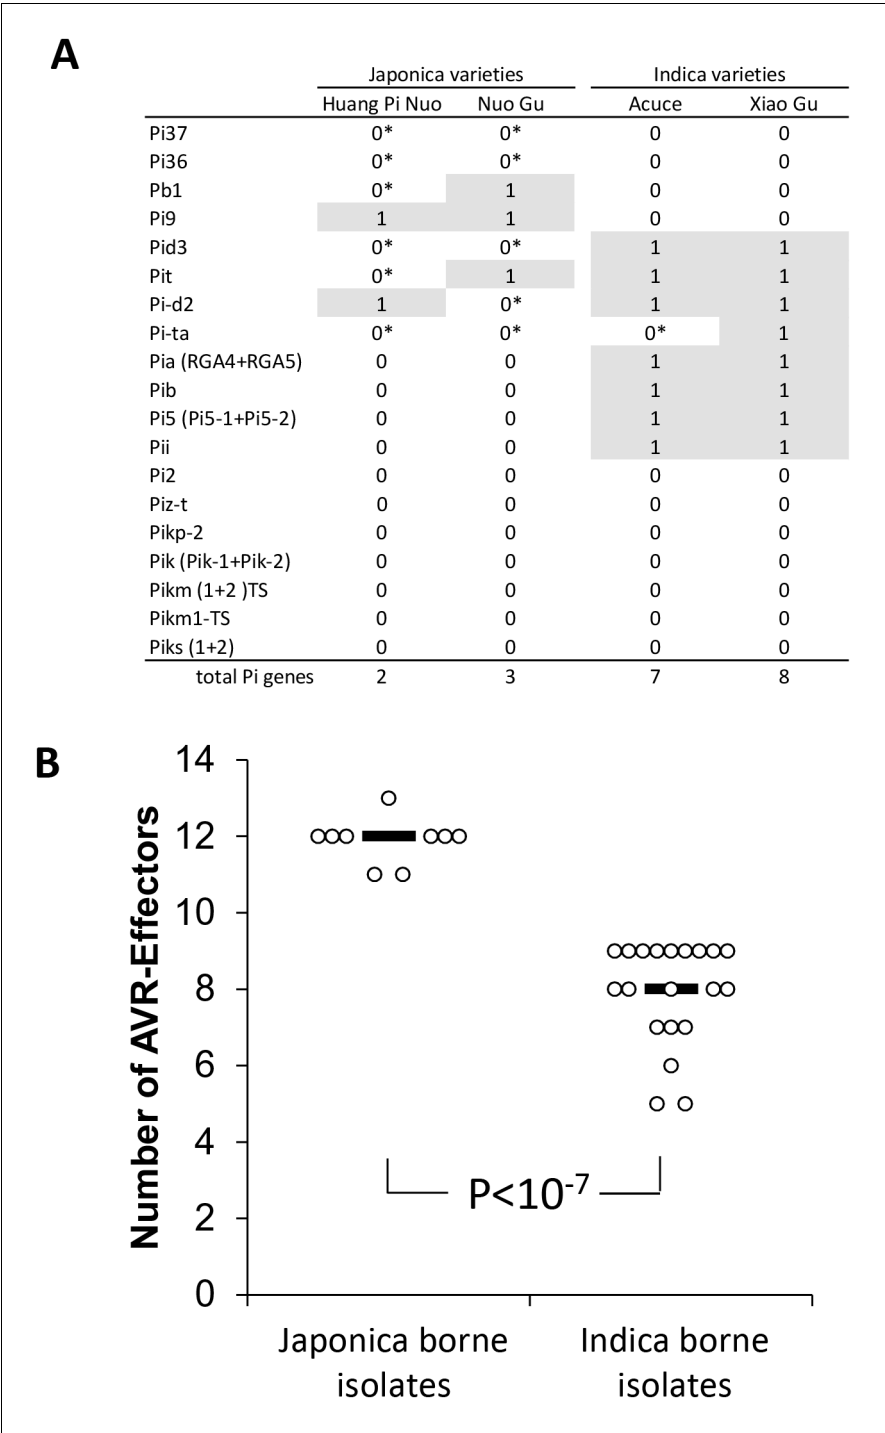 A
Japonica varieties Indica varieties
Huang Pi Nuo Nuo Gu Acuce Xiao Gu
Pi37 0* 0* 0 0
Pi36 0* 0* 0 0
Pb1 0* 1 0 0
Pi9 1 1 0 0
Pid3 0* 0* 1 1
Pit 0* 1 1 1
Pi-d2 1 0* 1 1
Pi-ta 0* 0* 0* 1
Pia (RGA4+RGA5) 0 0 1 1
Pib 0 0 1 1
Pi5 (Pi5-1+Pi5-2) 0 0 1 1
Pii 0 0 1 1
Pi2 0 0 0 0
Piz-t 0 0 0 0
Pikp-2 0 0 0 0
Pik (Pik-1+Pik-2) 0 0 0 0
Pikm (1+2 )TS 0 0 0 0
Pikm1-TS 0 0 0 0
Piks (1+2) 0 0 0 0
total Pi genes 2 3 7 8
B
Number of AVR-Effectors
14
12
10
8
6
4
2
0
P<10-7
Japonica borne
isolates
Indica borne
isolates